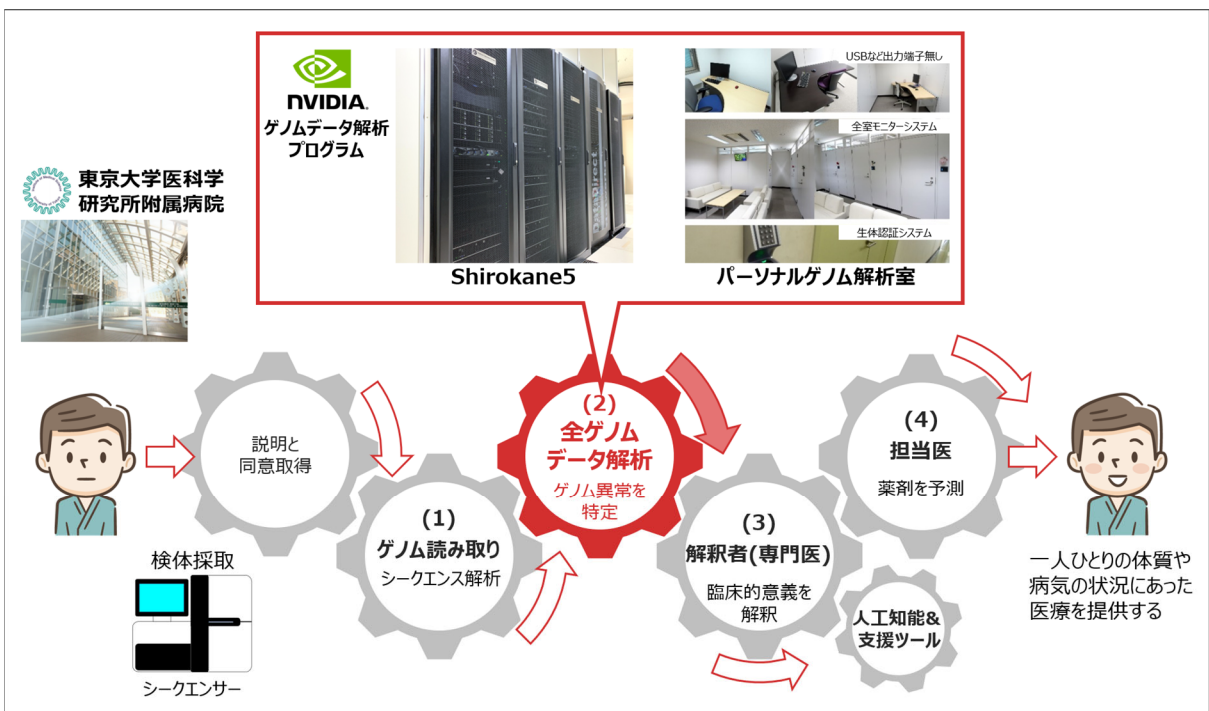 NVIDIA.
ゲノムデータ解析
プログラム
Shirokane5
USBなど出力端子無し
全室モニターシステム
生体認証システム
パーソナルゲノム解析室
東京大学医科学
研究所附属病院
説明と
同意取得
検体採取
シークエンサー
(1)
ゲノム読み取り
シークエンス解析
(2)
全ゲノム
データ解析
ゲノム異常を
特定
(3)
解釈者(専門医)
臨床的意義を
解釈
人工知能&
支援ツール
(4)
担当医
薬剤を予測
一人ひとりの体質や
病気の状況にあった
医療を提供する
DataDirect